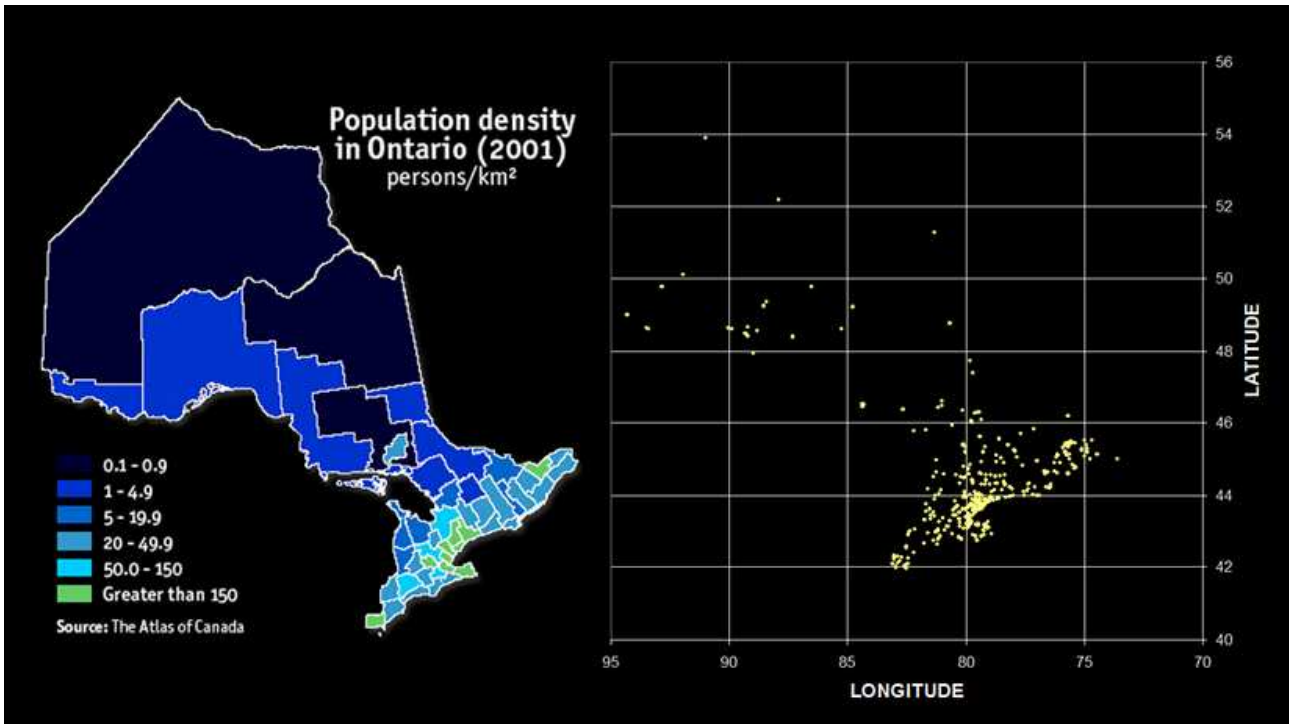 Population density
in Ontario (2001)
persons/km²
0.1 - 0.9
1 - 4.9
5 - 19.9
20 - 49.9
50.0 - 150
Greater than 150
Source: The Atlas of Canada
56
54
52
50
48
46
44
42
40
LATITUDE
95 90 85 80 75 70
LONGITUDE